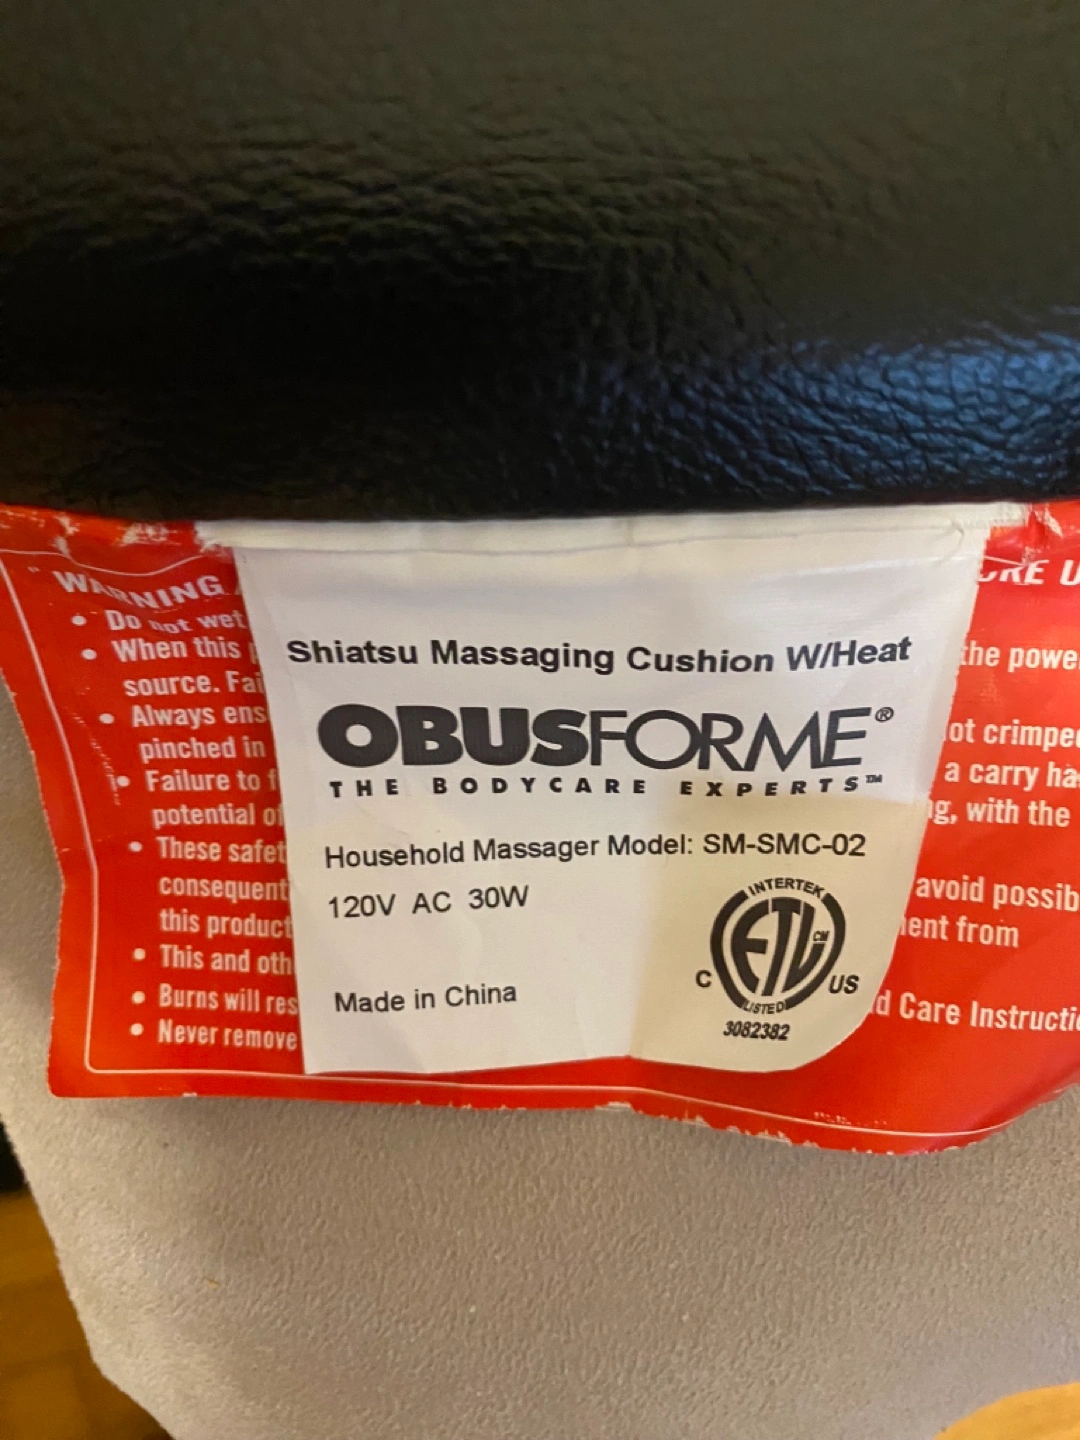 WARNING
• Do not wet
• When this
source. Fai
• Always ens
pinched in
• Failure to f
potential of
• These safet
consequent
this product
• This and oth
• Burns will res
• Never remove
Shiatsu Massaging Cushion W/Heat
OBUSFORME®
THE BODYCARE EXPERTS™
Household Massager Model: SM-SMC-02
120V AC 30W
Made in China
INTERTEK
ETL CM
C US
LISTED
3082382
the powe
ot crimpe
a carry ha
g, with the
avoid possib
ent from
d Care Instructi